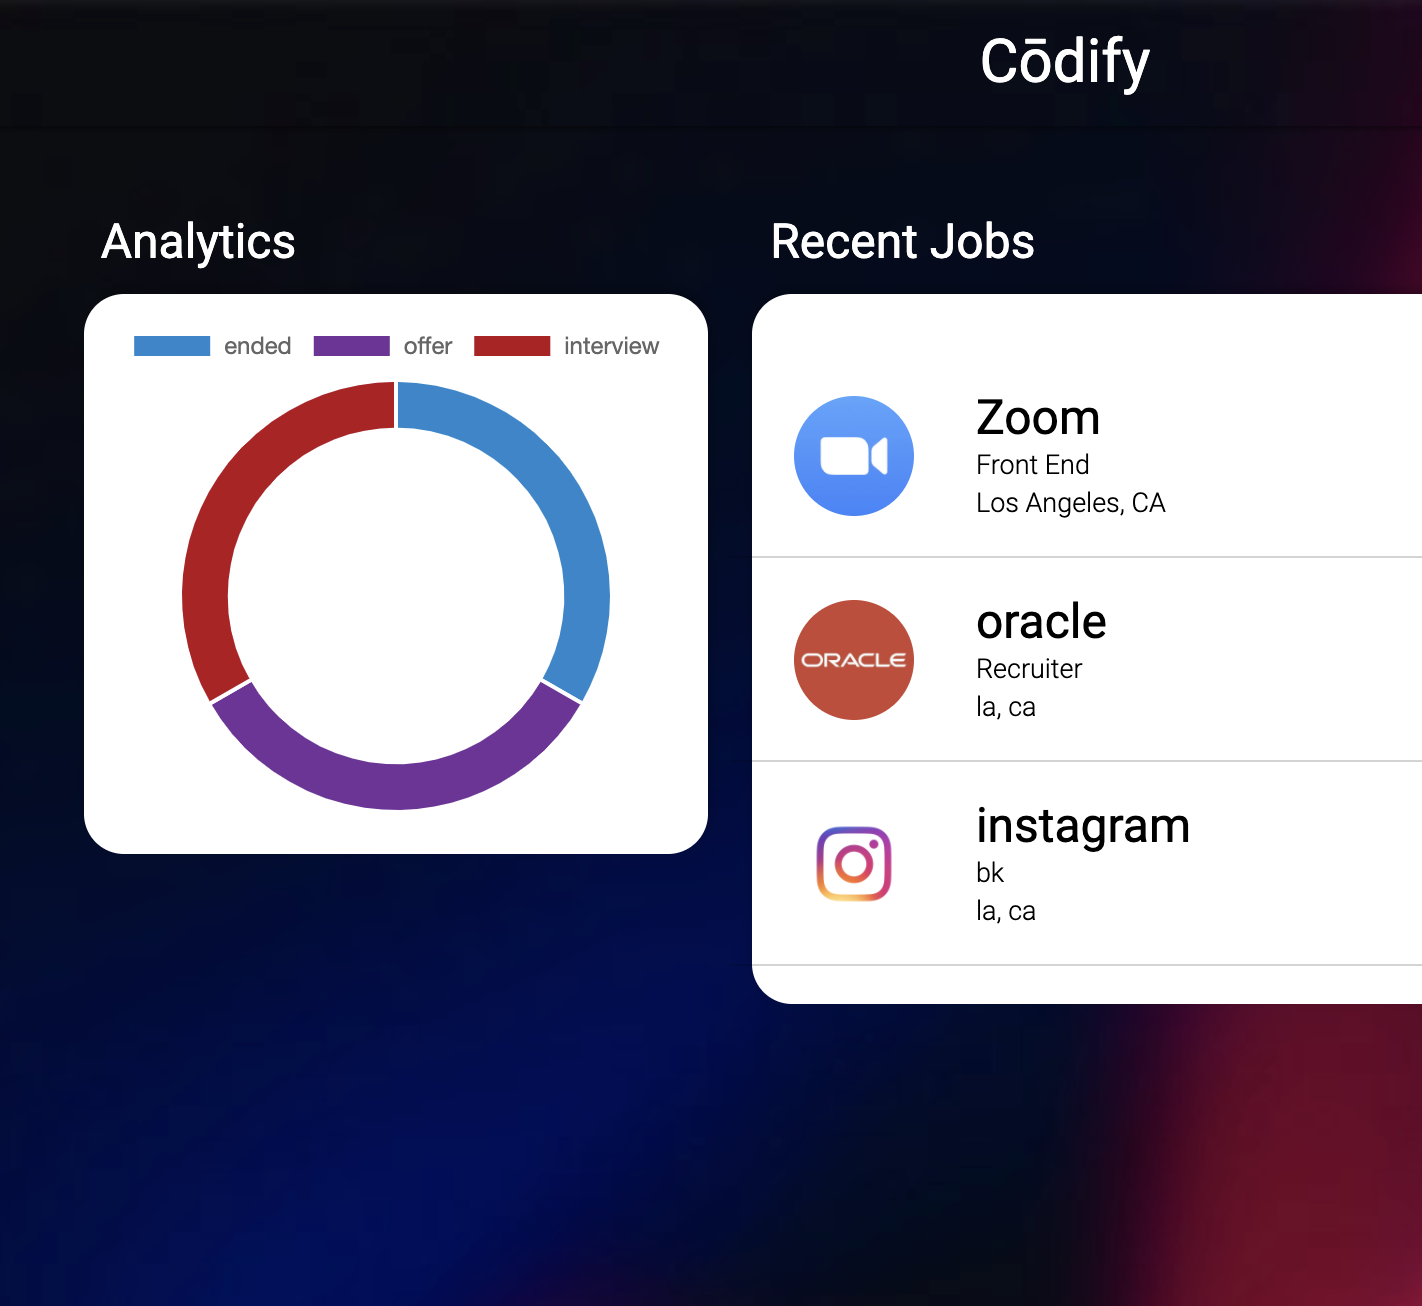 Cōdify
Analytics
Recent Jobs
ended offer interview
Zoom
Front End
Los Angeles, CA
ORACLE
oracle
Recruiter
la, ca
instagram
bk
la, ca